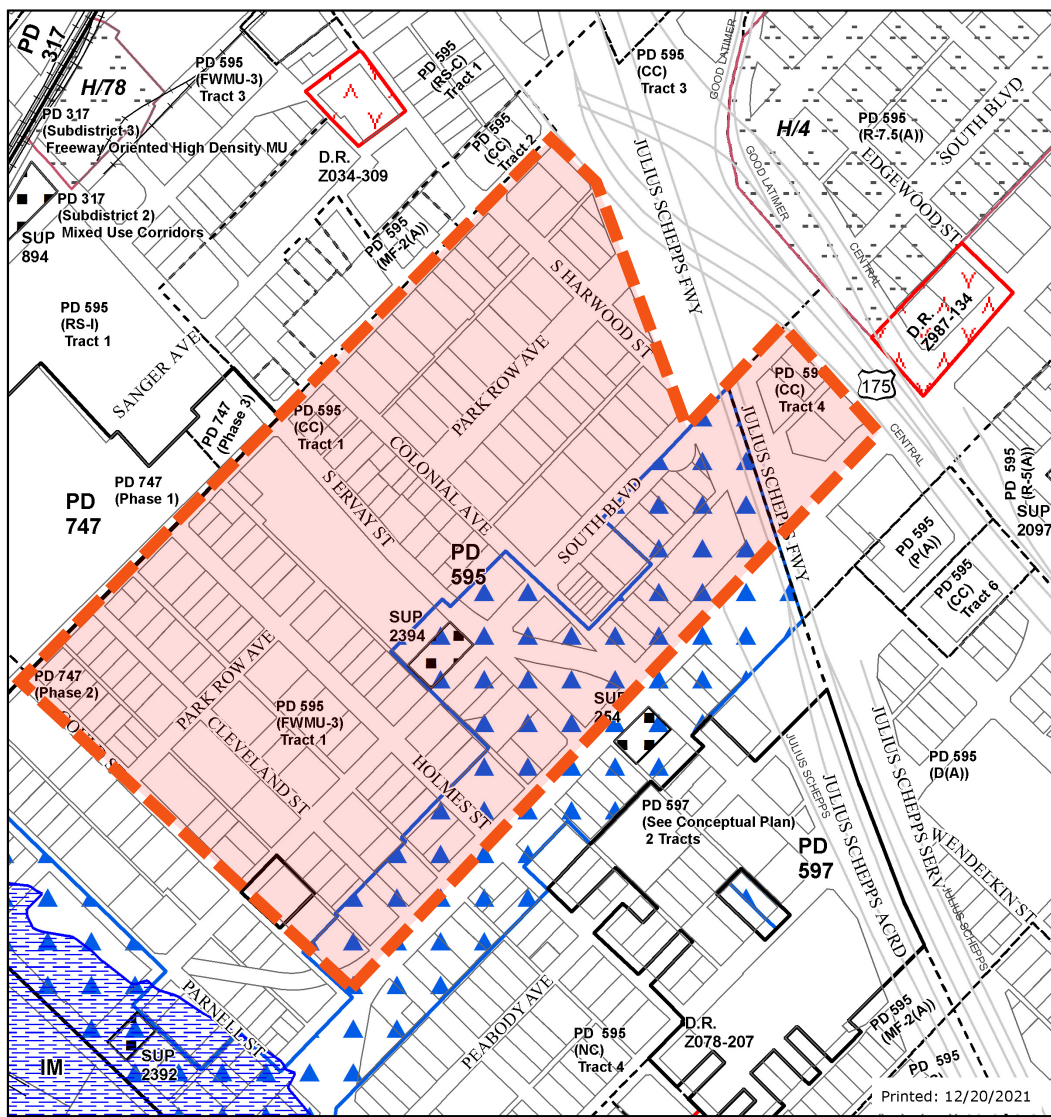 PD
317
H/78
PD 595
(FWMU-3)
Tract 3
PD 595
(RS-C)
Tract 1
PD 595
(CC)
Tract 3
GOOD LATIMER
H/4
PD 595
(R-7.5(A))
SOUTH BLVD
PD 317
(Subdistrict 3)
Freeway Oriented High Density MU
D.R.
Z034-309
PD 595
(CC)
Tract 2
JULIUS SCHEPPS FWY
GOOD LATIMER
EDGEWOOD ST
PD 317
(Subdistrict 2)
Mixed Use Corridors
SUP
894
PD 595
(MF-2(A))
CENTRAL
S HARWOOD ST
PD 595
(RS-I)
Tract 1
SANGER AVE
PARK ROW AVE
D.R.
Z987-134
175
PD 59
(CC)
Tract 4
PD 595
(CC)
Tract 1
PD 747
(Phase 3)
COLONIAL AVE
JULIUS SCHEPPS FWY
CENTRAL
PD 747
(Phase 1)
PD
747
S ERVAY ST
SOUTH BLVD
PD 595
(R-5(A))
SUP
2097
PD
595
PD 595
(P(A))
PD 595
(CC)
Tract 6
SUP
2394
PD 747
(Phase 2)
PARK ROW AVE
PD 595
(FWMU-3)
Tract 1
CLEVELAND ST
HOLMES ST
254
JULIUS SCHEPPS
JULIUS SCHEPPS SERV
PD 595
(D(A))
PD 597
(See Conceptual Plan)
2 Tracts
PD
597
JULIUS SCHEPPS ACRD
WENDELKIN ST
JULIUS SCHEPPS
PARNELL ST
PEABODY AVE
PD 595
(NC)
Tract 4
D.R.
Z078-207
PD 595
(MF-2(A))
PD 595
IM
SUP
2392
Printed: 12/20/2021